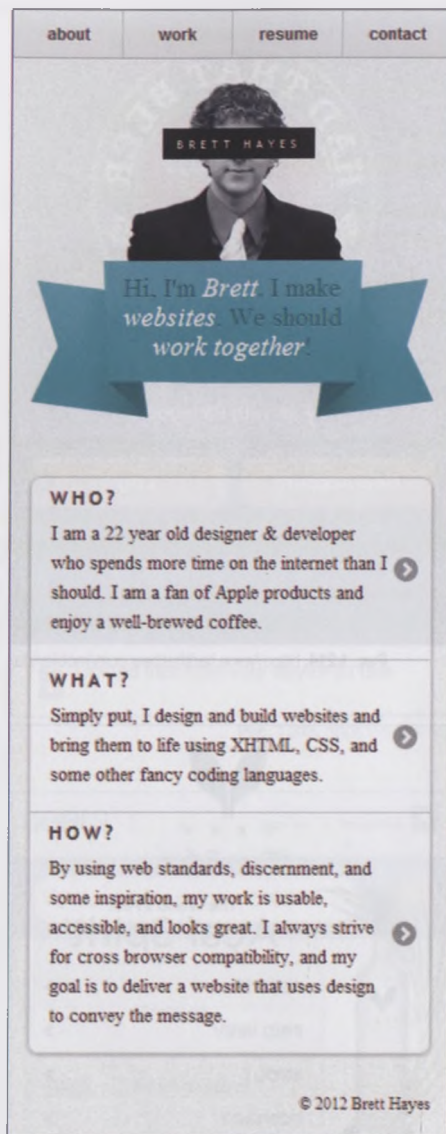 about work resume contact
BRETT HAYES
Hi, I'm Brett. I make
websites. We should
work together!
WHO?
I am a 22 year old designer & developer
who spends more time on the internet than I
should. I am a fan of Apple products and
enjoy a well-brewed coffee.
WHAT?
Simply put, I design and build websites and
bring them to life using XHTML, CSS, and
some other fancy coding languages.
HOW?
By using web standards, discernment, and
some inspiration, my work is usable,
accessible, and looks great. I always strive
for cross browser compatibility, and my
goal is to deliver a website that uses design
to convey the message.
© 2012 Brett Hayes